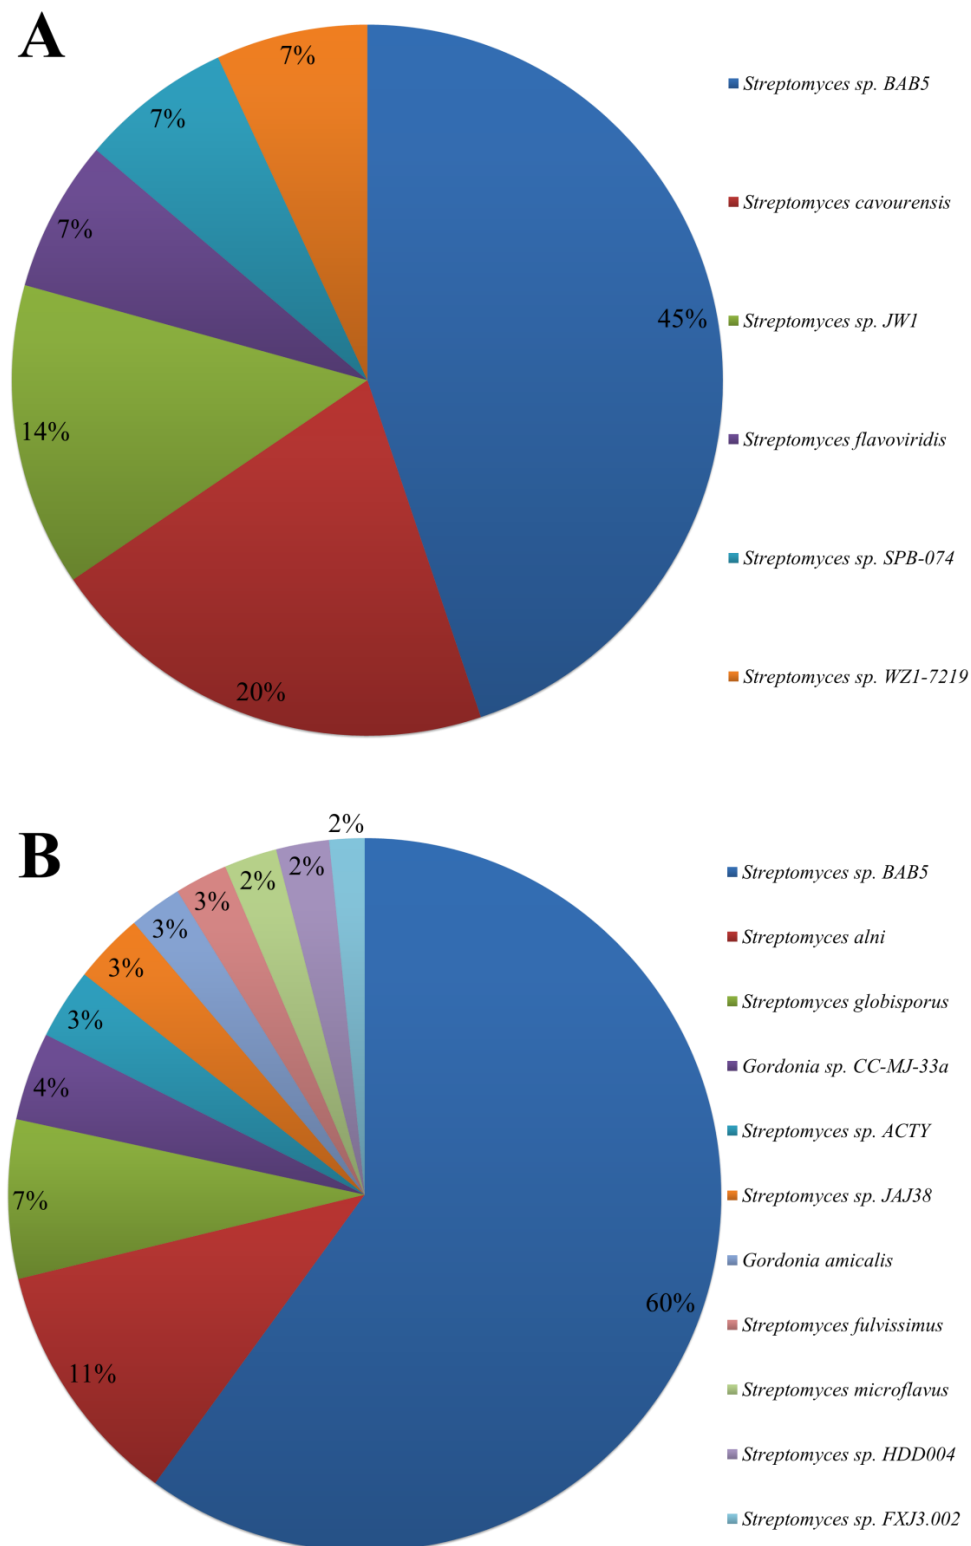 A
7%
7%
7%
45%
14%
20%
Streptomyces sp. BAB5
Streptomyces cavourensis
Streptomyces sp. JW1
Streptomyces flavoviridis
Streptomyces sp. SPB-074
Streptomyces sp. WZ1-7219
B
2%
2%
2%
3%
3%
3%
3%
4%
7%
11%
60%
Streptomyces sp. BAB5
Streptomyces alni
Streptomyces globisporus
Gordonia sp. CC-MJ-33a
Streptomyces sp. ACTY
Streptomyces sp. JAJ38
Gordonia amicalis
Streptomyces fulvissimus
Streptomyces microflavus
Streptomyces sp. HDD004
Streptomyces sp. FXJ3.002